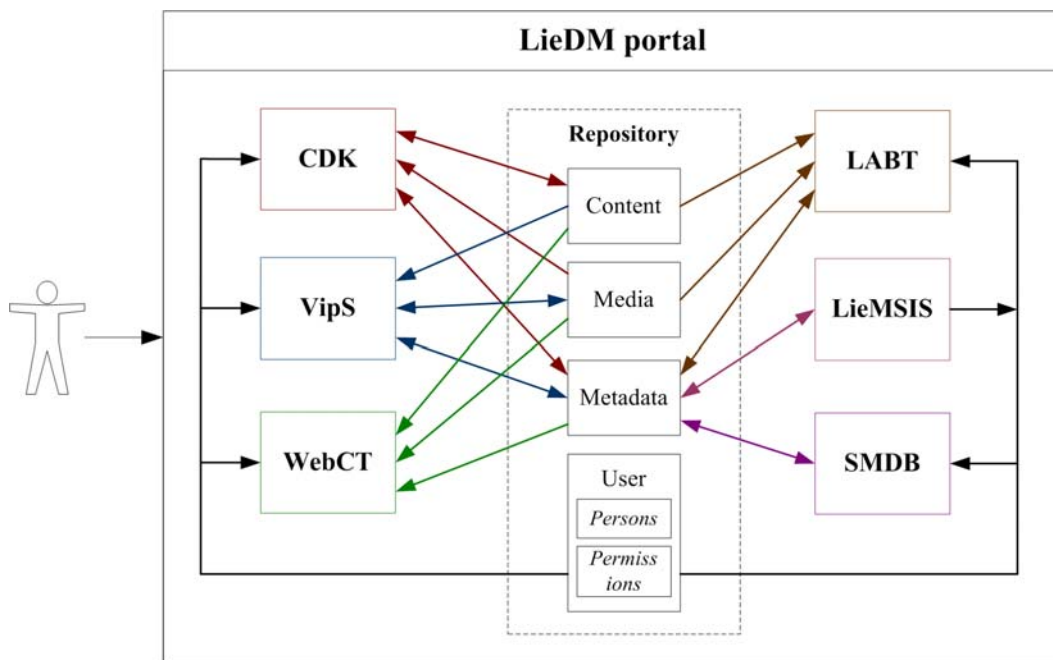 LieDM portal
CDK
VipS
WebCT
Repository
Content
Media
Metadata
User
Persons
Permiss
ions
LABT
LieMSIS
SMDB